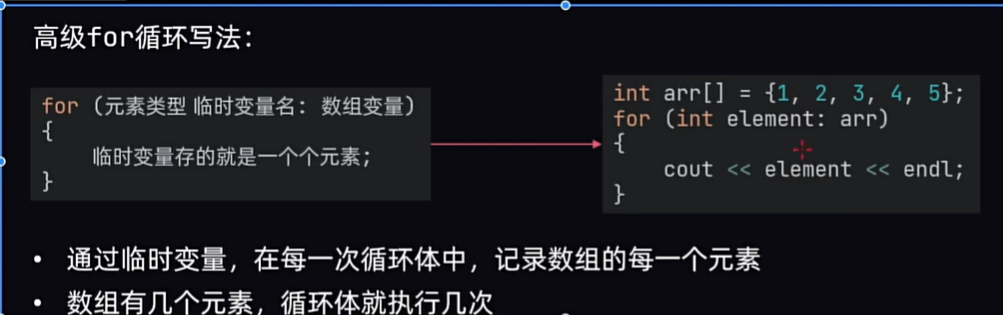 高级for循环写法：
for (元素类型 临时变量名: 数组变量)
{
    临时变量存的就是一个个元素;
}
int arr[] = {1, 2, 3, 4, 5};
for (int element: arr)
{
    cout << element << endl;
}
• 通过临时变量，在每一次循环体中，记录数组的每一个元素
• 数组有几个元素，循环体就执行几次